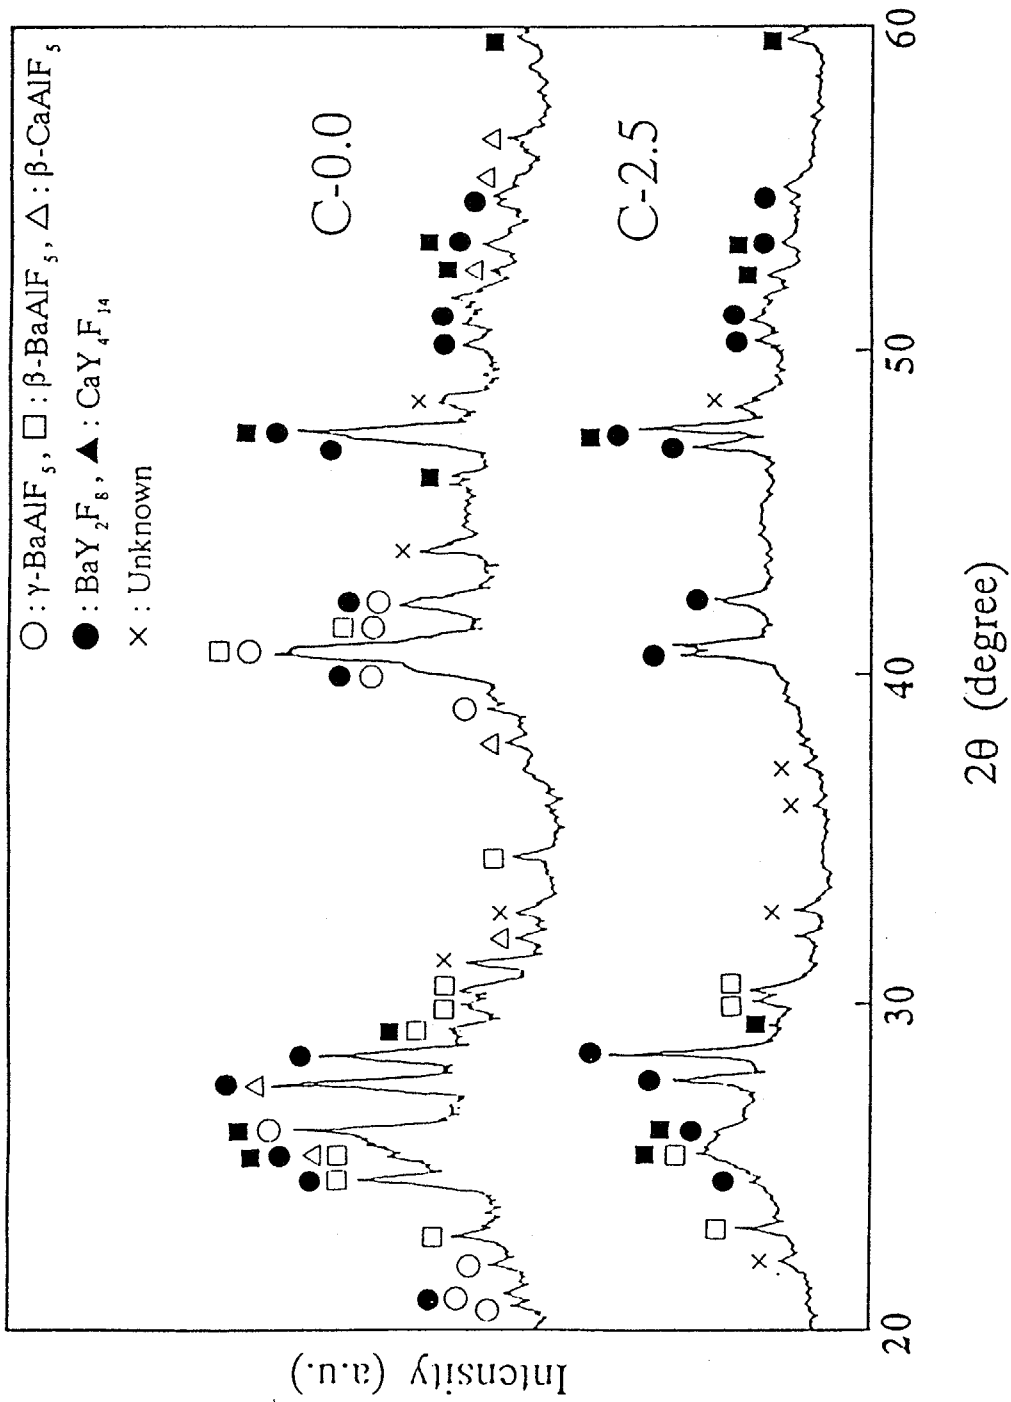 ○ : γ-BaAlF₅, □ : β-BaAlF₅, △ : β-CaAlF₅
● : BaY₂F₈, ▲ : CaY₄F₁₄
× : Unknown
C-0.0
C-2.5
Intensity (a.u.)
20 30 40 50 60
2θ (degree)